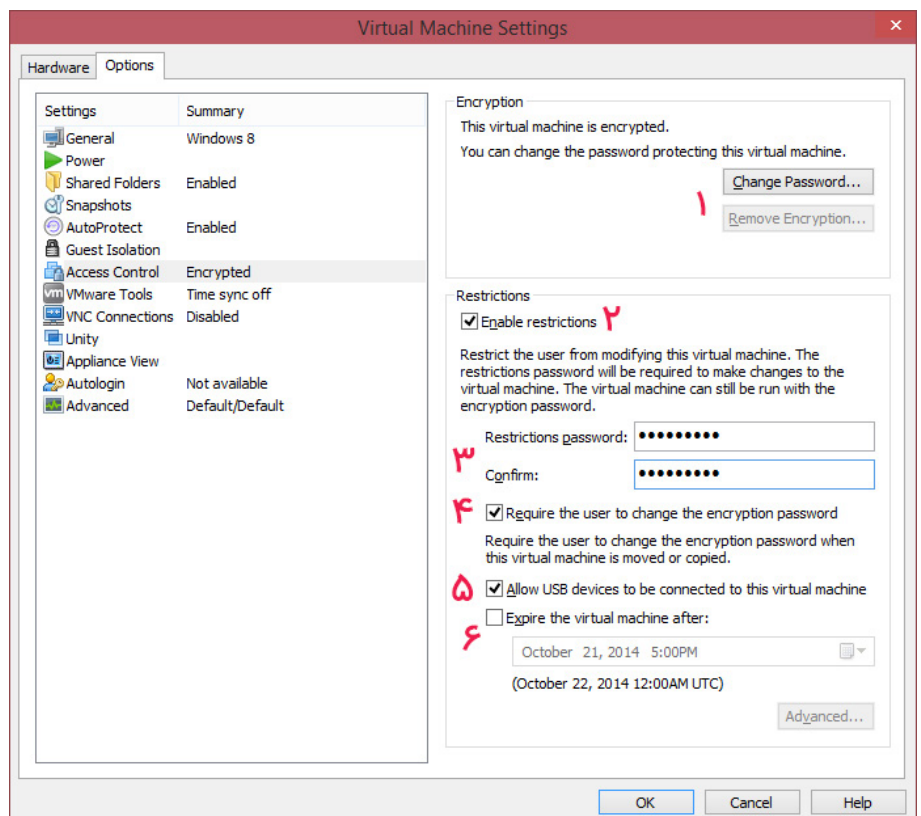 Virtual Machine Settings
Hardware Options
Settings Summary
General Windows 8
Power
Shared Folders Enabled
Snapshots
AutoProtect Enabled
Guest Isolation
Access Control Encrypted
VMware Tools Time sync off
VNC Connections Disabled
Unity
Appliance View
Autologin Not available
Advanced Default/Default
Encryption
This virtual machine is encrypted.
You can change the password protecting this virtual machine.
۱
Change Password...
Remove Encryption...
Restrictions
Enable restrictions ۲
Restrict the user from modifying this virtual machine. The
restrictions password will be required to make changes to the
virtual machine. The virtual machine can still be run with the
encryption password.
Restrictions password: •••••••••
۳
Confirm: •••••••••
۴ Require the user to change the encryption password
Require the user to change the encryption password when
this virtual machine is moved or copied.
۵ Allow USB devices to be connected to this virtual machine
۶ Expire the virtual machine after:
October 21, 2014 5:00PM
(October 22, 2014 12:00AM UTC)
Advanced...
OK Cancel Help